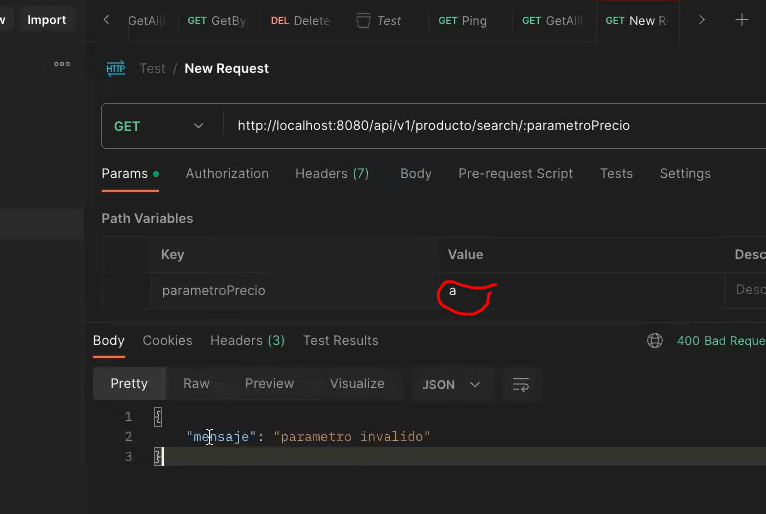 w Import GetAl DEL Delete GET GetBy Test GET Ping GET GetAll GET New R
HTTP Test / New Request
GET http://localhost:8080/api/v1/producto/search/:parametroPrecio
Params Authorization Headers (7) Body Pre-request Script Tests Settings
Path Variables
Key Value Desc
parametroPrecio a Desc
Body Cookies Headers (3) Test Results 400 Bad Reque
Pretty Raw Preview Visualize JSON
1 {
2 "mensaje": "parametro invalido"
3 }